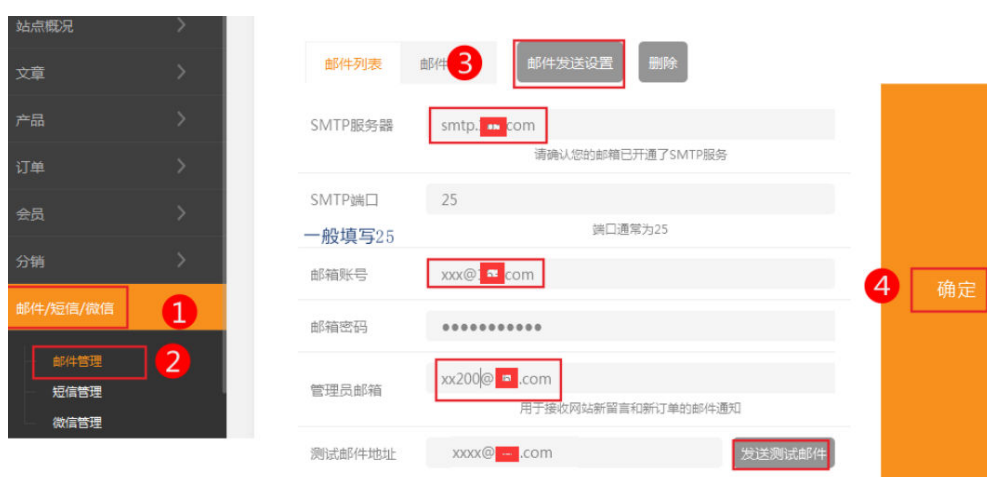 站点概况
文章
产品
订单
会员
分销
邮件/短信/微信
1
邮件管理
2
短信管理
微信管理
邮件列表
邮件
3
邮件发送设置
删除
SMTP服务器
smtp. com
请确认您的邮箱已开通了SMTP服务
SMTP端口
25
一般填写25
端口通常为25
邮箱账号
xxx@ com
邮箱密码
●●●●●●●●●●●
管理员邮箱
xx200@ .com
用于接收网站新留言和新订单的邮件通知
测试邮件地址
xxxx@ .com
发送测试邮件
4
确定